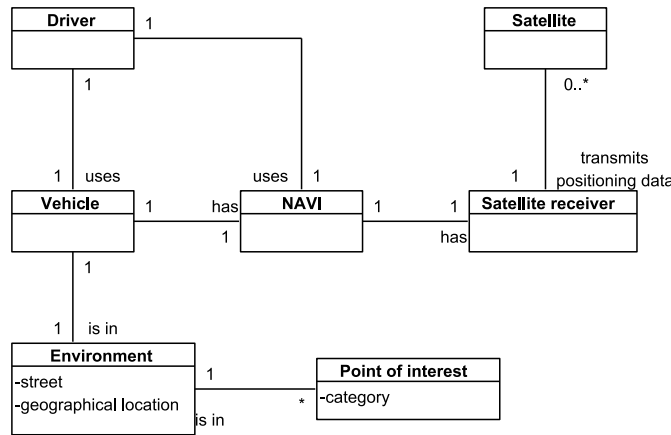 Driver
1
Satellite
1
0..*
1
uses
uses
1
1
transmits
positioning data
Vehicle
1
has
1
NAVI
1
1
has
Satellite receiver
1
1
is in
Environment
-street
-geographical location
1
is in
*
Point of interest
-category